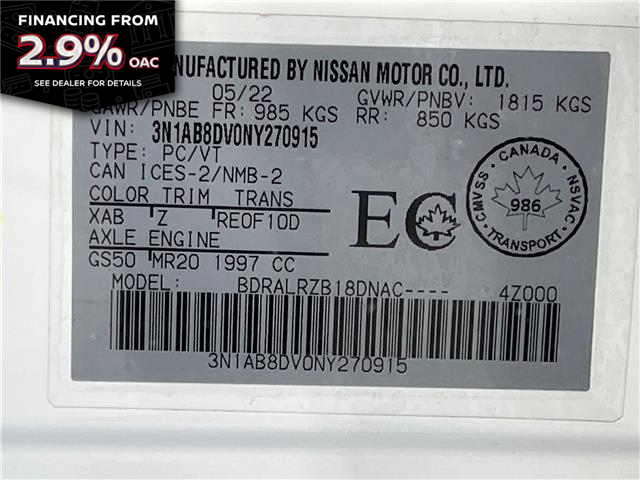 FINANCING FROM
2.9% OAC
SEE DEALER FOR DETAILS
NUFACTURED BY NISSAN MOTOR CO., LTD.
05/22 GVWR/PNBV: 1815 KGS
GAWR/PNBE FR: 985 KGS RR: 850 KGS
VIN: 3N1AB8DV0NY270915
TYPE: PC/VT
CAN ICES-2/NMB-2
COLOR TRIM TRANS
XAB Z RE0F10D
AXLE ENGINE
GS50 MR20 1997 CC
EC
CANADA
CMVSS. NSVAC
986
TRANSPORT
MODEL: BDRALRZB18DNAC---- 4Z000
3N1AB8DV0NY270915